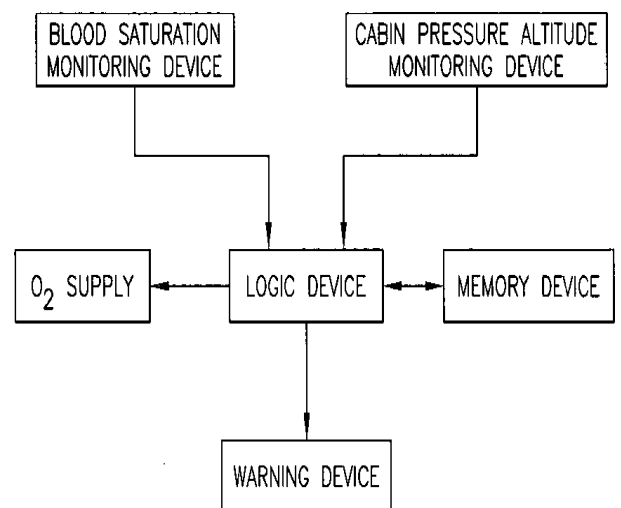 BLOOD SATURATION
MONITORING DEVICE
CABIN PRESSURE ALTITUDE
MONITORING DEVICE
O₂ SUPPLY
LOGIC DEVICE
MEMORY DEVICE
WARNING DEVICE